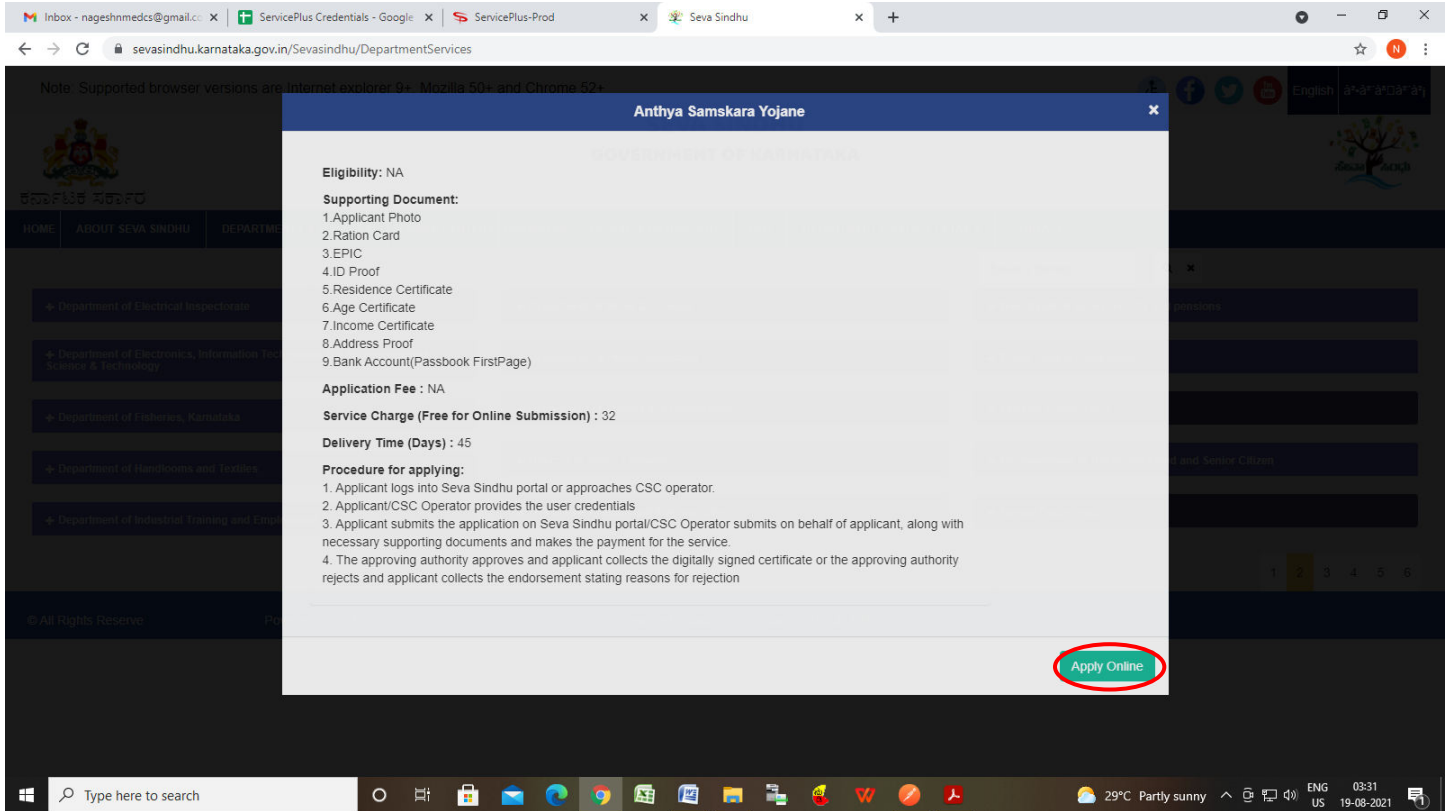 Inbox - nageshnmedcs@gmail.cc
ServicePlus Credentials - Google
ServicePlus-Prod
Seva Sindhu
sevasindhu.karnataka.gov.in/Sevasindhu/DepartmentServices
N
Note: Supported browser versions are Internet explorer 9+, Mozilla 50+ and Chrome 52+
English
Anthya Samskara Yojane
GOVERNMENT OF KARNATAKA
ಕರ್ನಾಟಕ ಸರ್ಕಾರ
HOME ABOUT SEVA SINDHU DEPARTME
Eligibility: NA
Supporting Document:
1.Applicant Photo
2.Ration Card
3.EPIC
4.ID Proof
5.Residence Certificate
6.Age Certificate
7.Income Certificate
8.Address Proof
9.Bank Account(Passbook FirstPage)
Application Fee : NA
Service Charge (Free for Online Submission) : 32
Delivery Time (Days) : 45
Procedure for applying:
1. Applicant logs into Seva Sindhu portal or approaches CSC operator.
2. Applicant/CSC Operator provides the user credentials
3. Applicant submits the application on Seva Sindhu portal/CSC Operator submits on behalf of applicant, along with
necessary supporting documents and makes the payment for the service.
4. The approving authority approves and applicant collects the digitally signed certificate or the approving authority
rejects and applicant collects the endorsement stating reasons for rejection
Apply Online
+ Department of Electrical Inspectorate
pensions
+ Department of Electronics, Information Tec
Science & Technology
+ Department of Fisheries, Karnataka
+ Department of Handlooms and Textiles
d and Senior Citizen
+ Department of Industrial Training and Empl
1 2 3 4 5 6
© All Rights Reserve
Po
Type here to search
29°C Partly sunny
ENG
US
03:31
19-08-2021